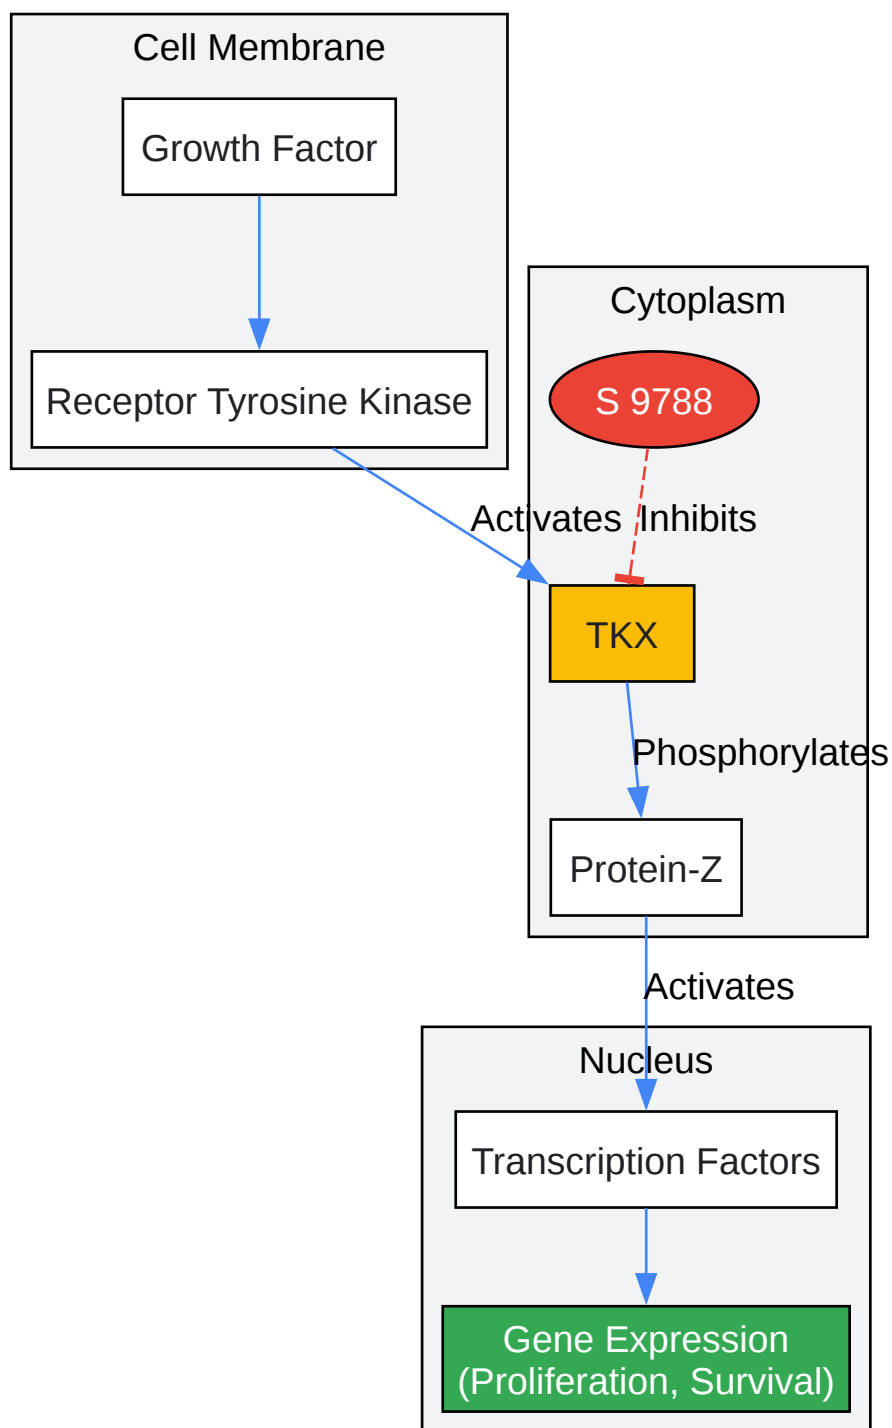 Cell Membrane
Growth Factor
Receptor Tyrosine Kinase
Cytoplasm
S 9788
Activates
Inhibits
TKX
Phosphorylates
Protein-Z
Activates
Nucleus
Transcription Factors
Gene Expression
(Proliferation, Survival)